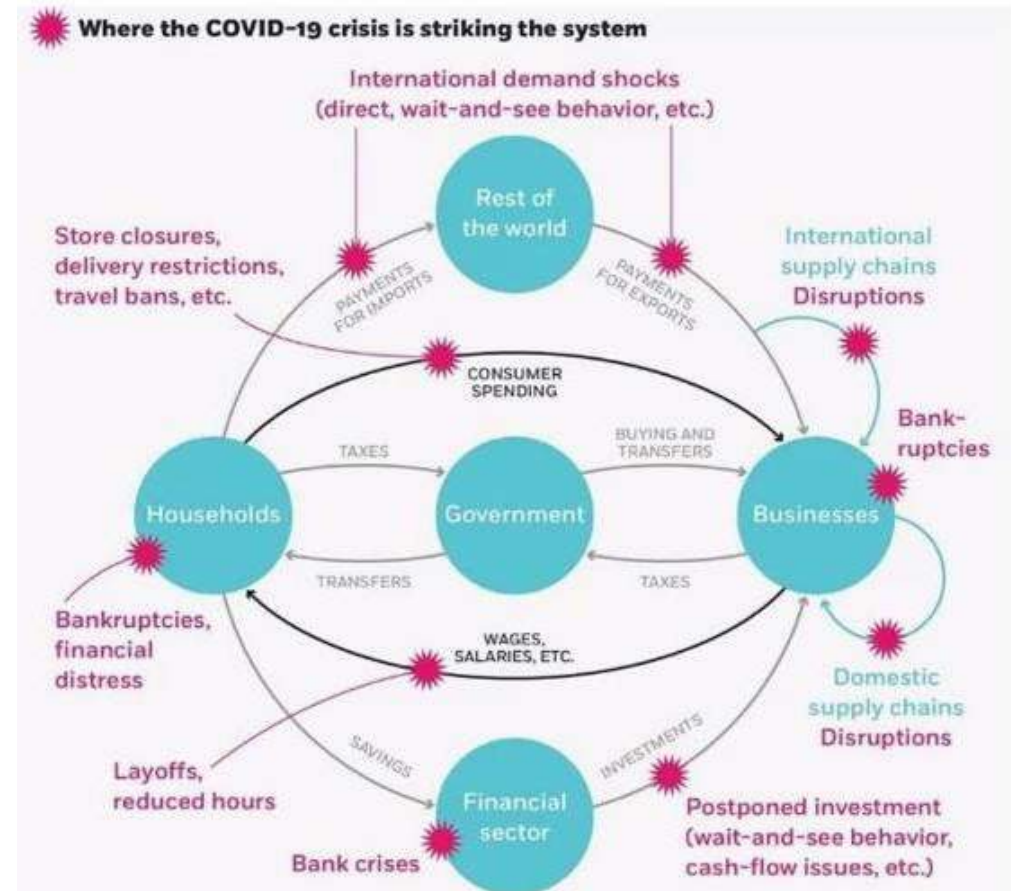 Where the COVID-19 crisis is striking the system
International demand shocks
(direct, wait-and-see behavior, etc.)
Rest of
the world
Store closures,
delivery restrictions,
travel bans, etc.
PAYMENTS
FOR IMPORTS
PAYMENTS
FOR EXPORTS
International
supply chains
Disruptions
CONSUMER
SPENDING
Bank-
ruptcies
TAXES
BUYING AND
TRANSFERS
Households
Government
Businesses
TRANSFERS
TAXES
Bankruptcies,
financial
distress
WAGES,
SALARIES, ETC.
Domestic
supply chains
Disruptions
Layoffs,
reduced hours
SAVINGS
INVESTMENTS
Financial
sector
Postponed investment
(wait-and-see behavior,
cash-flow issues, etc.)
Bank crises